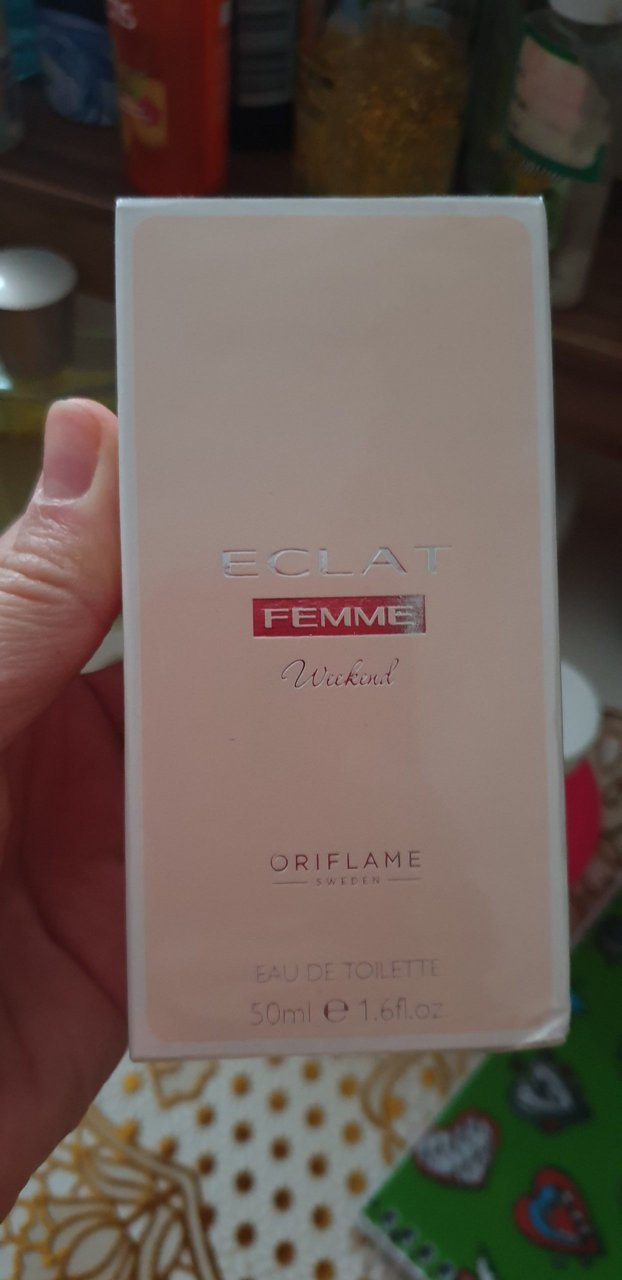 ECLAT
FEMME
Weekend
ORIFLAME
SWEDEN
EAU DE TOILETTE
50ml ℮ 1.6fl.oz